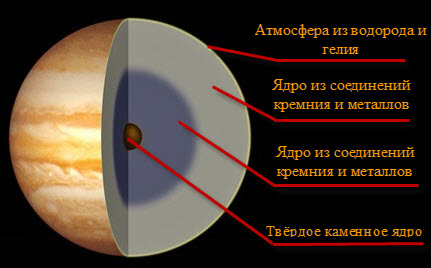 Атмосфера из водорода и
гелия
Ядро из соединений
кремния и металлов
Ядро из соединений
кремния и металлов
Твёрдое каменное ядро